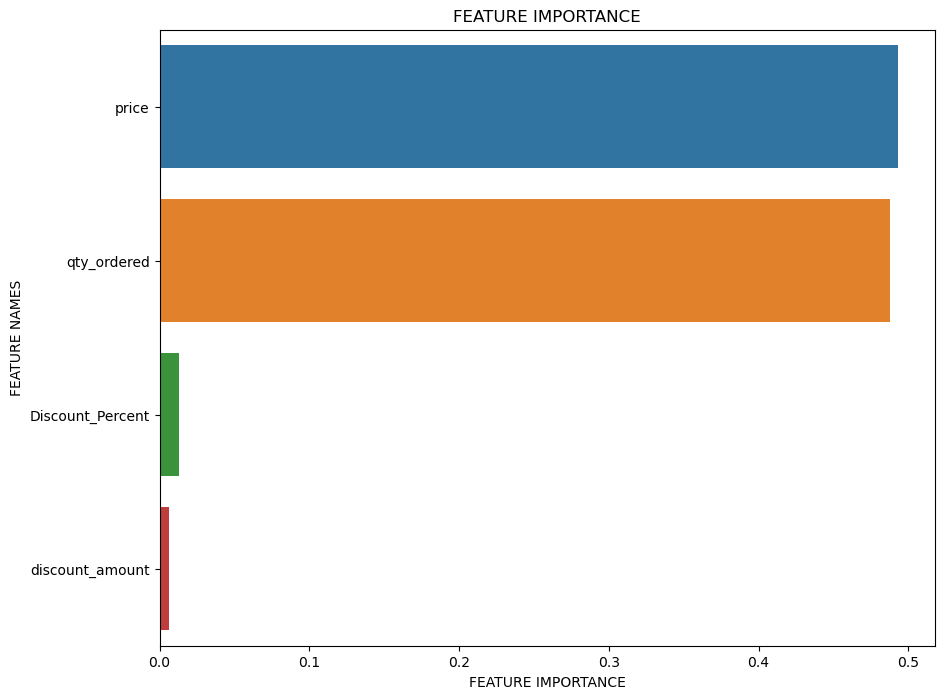 FEATURE IMPORTANCE
FEATURE NAMES
price
qty_ordered
Discount_Percent
discount_amount
0.0 0.1 0.2 0.3 0.4 0.5
FEATURE IMPORTANCE